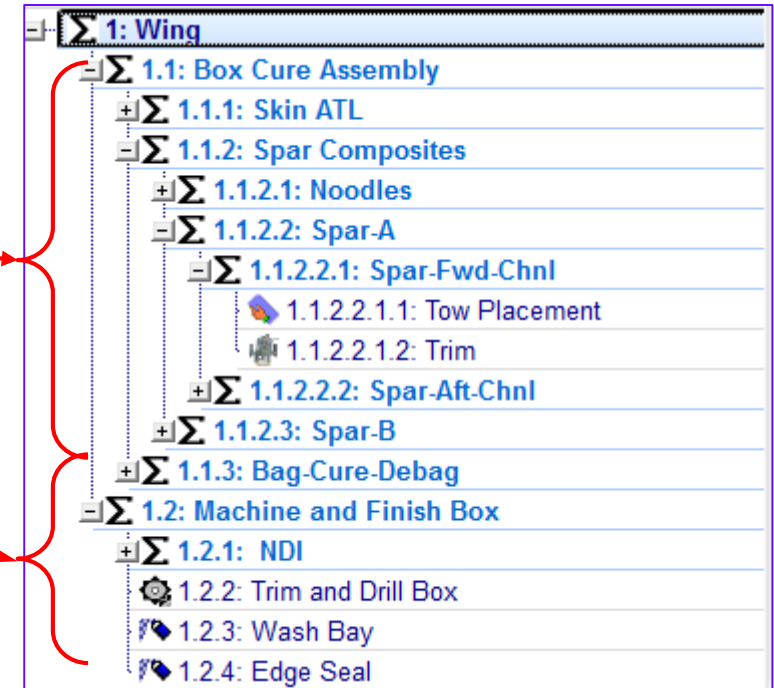 Σ 1: Wing
Σ 1.1: Box Cure Assembly
Σ 1.1.1: Skin ATL
Σ 1.1.2: Spar Composites
Σ 1.1.2.1: Noodles
Σ 1.1.2.2: Spar-A
Σ 1.1.2.2.1: Spar-Fwd-Chnl
1.1.2.2.1.1: Tow Placement
1.1.2.2.1.2: Trim
Σ 1.1.2.2.2: Spar-Aft-Chnl
Σ 1.1.2.3: Spar-B
Σ 1.1.3: Bag-Cure-Debag
Σ 1.2: Machine and Finish Box
Σ 1.2.1: NDI
1.2.2: Trim and Drill Box
1.2.3: Wash Bay
1.2.4: Edge Seal